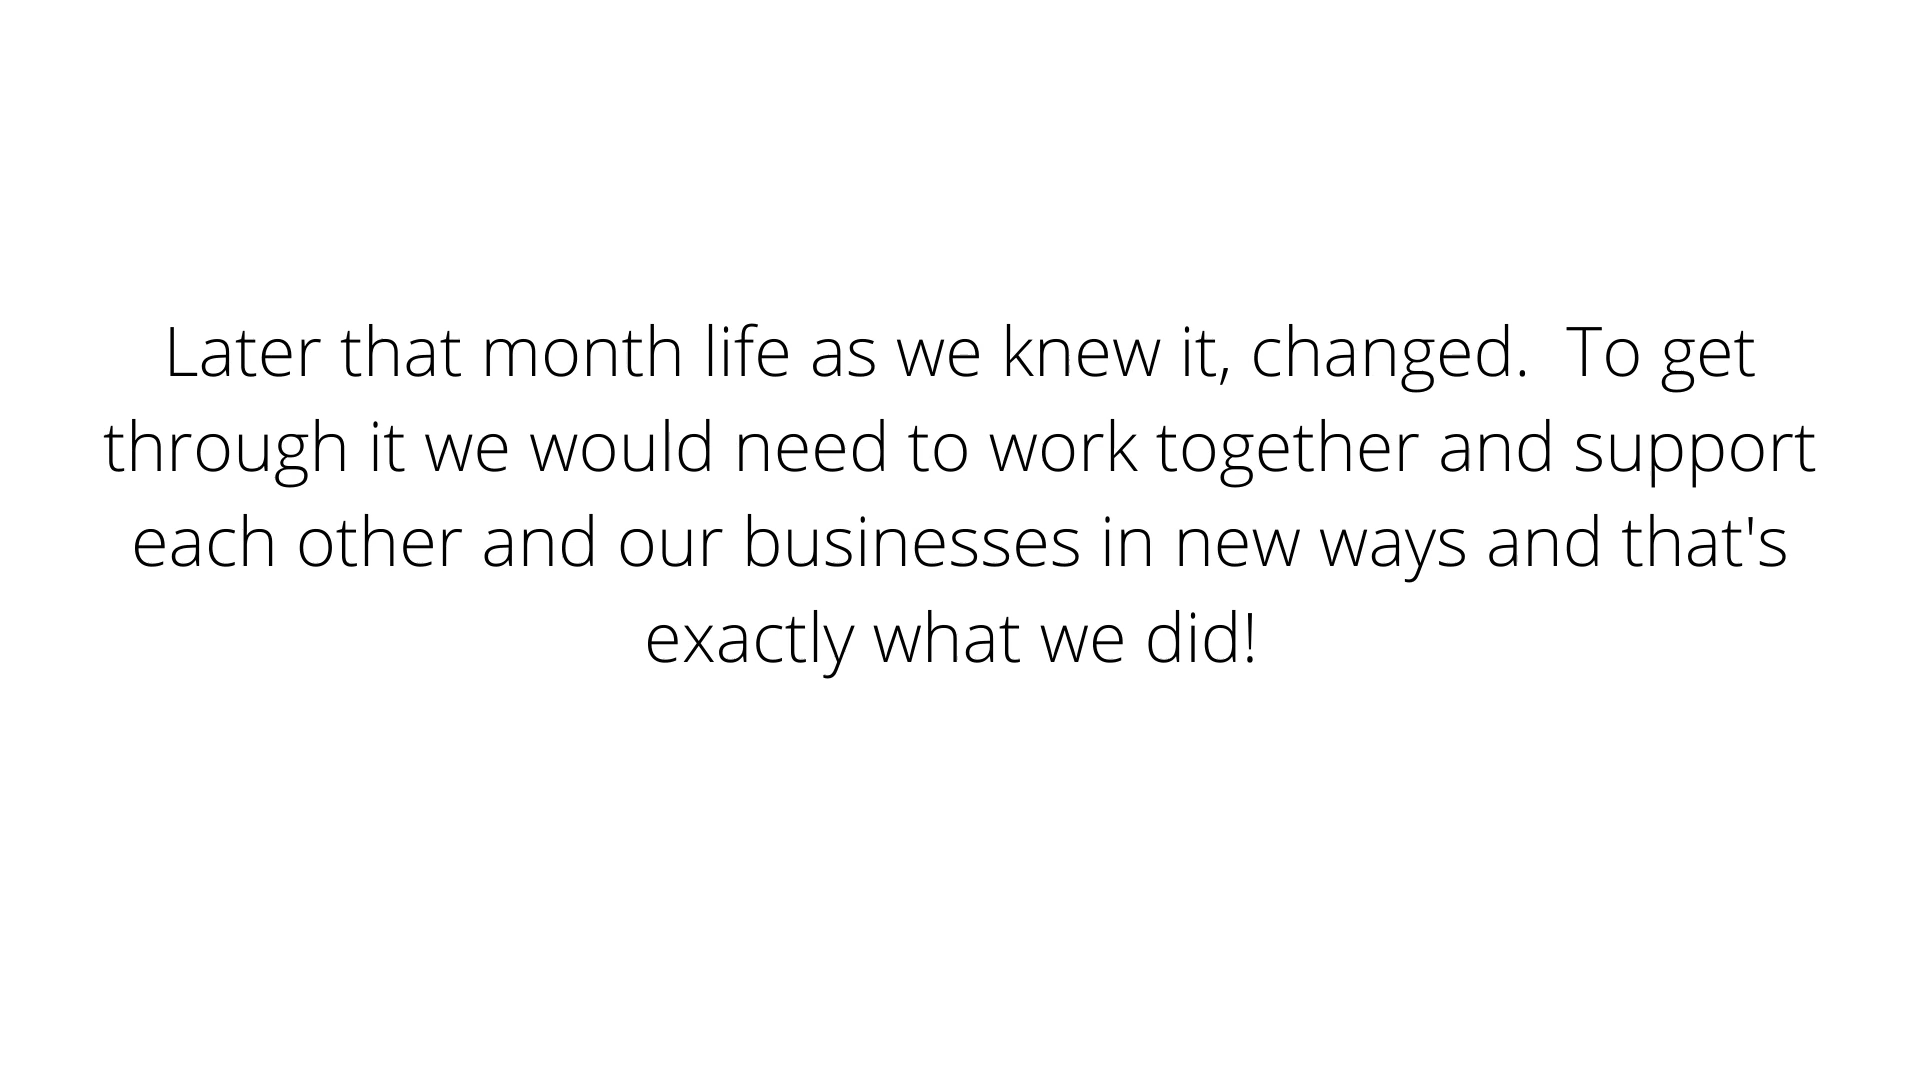 Later that month life as we knew it, changed.  To get
through it we would need to work together and support
each other and our businesses in new ways and that's
exactly what we did!